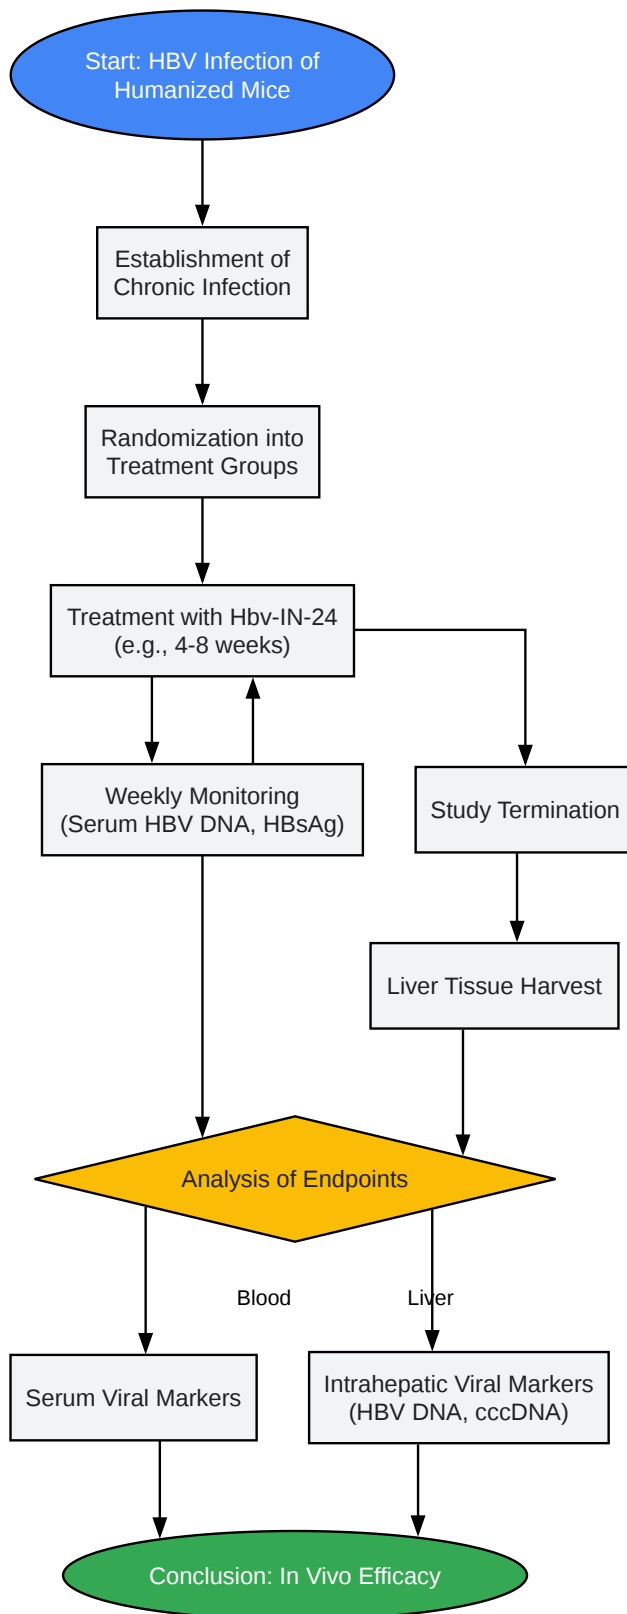 Start: HBV Infection of
Humanized Mice
Establishment of
Chronic Infection
Randomization into
Treatment Groups
Treatment with Hbv-IN-24
(e.g., 4-8 weeks)
Weekly Monitoring
(Serum HBV DNA, HBsAg)
Study Termination
Liver Tissue Harvest
Analysis of Endpoints
Blood
Liver
Serum Viral Markers
Intrahepatic Viral Markers
(HBV DNA, cccDNA)
Conclusion: In Vivo Efficacy